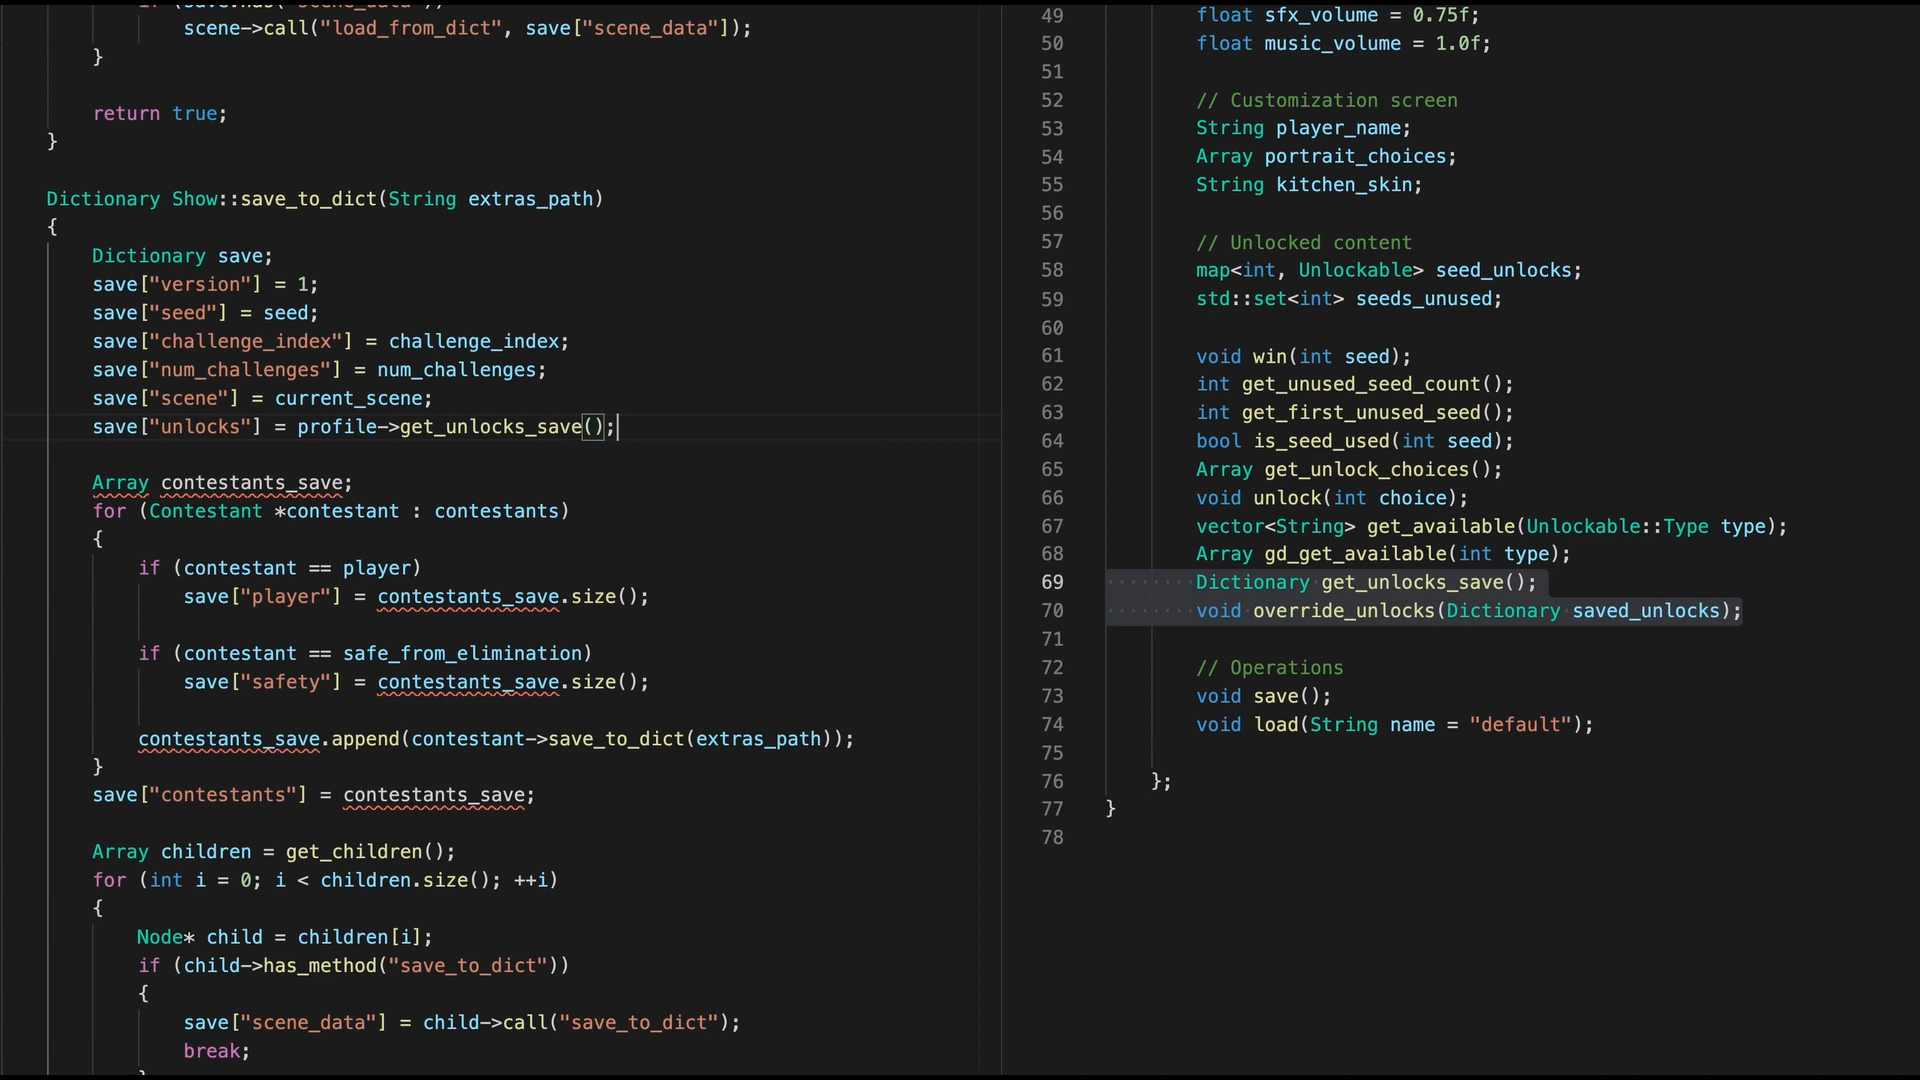 if (save.has("scene_data"))
scene->call("load_from_dict", save["scene_data"]);
}
return true;
}
Dictionary Show::save_to_dict(String extras_path)
{
Dictionary save;
save["version"] = 1;
save["seed"] = seed;
save["challenge_index"] = challenge_index;
save["num_challenges"] = num_challenges;
save["scene"] = current_scene;
save["unlocks"] = profile->get_unlocks_save();
Array contestants_save;
for (Contestant *contestant : contestants)
{
if (contestant == player)
save["player"] = contestants_save.size();
if (contestant == safe_from_elimination)
save["safety"] = contestants_save.size();
contestants_save.append(contestant->save_to_dict(extras_path));
}
save["contestants"] = contestants_save;
Array children = get_children();
for (int i = 0; i < children.size(); ++i)
{
Node* child = children[i];
if (child->has_method("save_to_dict"))
{
save["scene_data"] = child->call("save_to_dict");
break;
}
49 float sfx_volume = 0.75f;
50 float music_volume = 1.0f;
51
52 // Customization screen
53 String player_name;
54 Array portrait_choices;
55 String kitchen_skin;
56
57 // Unlocked content
58 map<int, Unlockable> seed_unlocks;
59 std::set<int> seeds_unused;
60
61 void win(int seed);
62 int get_unused_seed_count();
63 int get_first_unused_seed();
64 bool is_seed_used(int seed);
65 Array get_unlock_choices();
66 void unlock(int choice);
67 vector<String> get_available(Unlockable::Type type);
68 Array gd_get_available(int type);
69 Dictionary get_unlocks_save();
70 void override_unlocks(Dictionary saved_unlocks);
71
72 // Operations
73 void save();
74 void load(String name = "default");
75
76 };
77 }
78